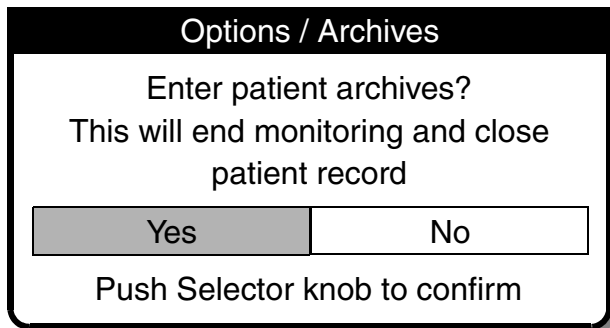 Options / Archives
Enter patient archives?
This will end monitoring and close
patient record
Yes No
Push Selector knob to confirm